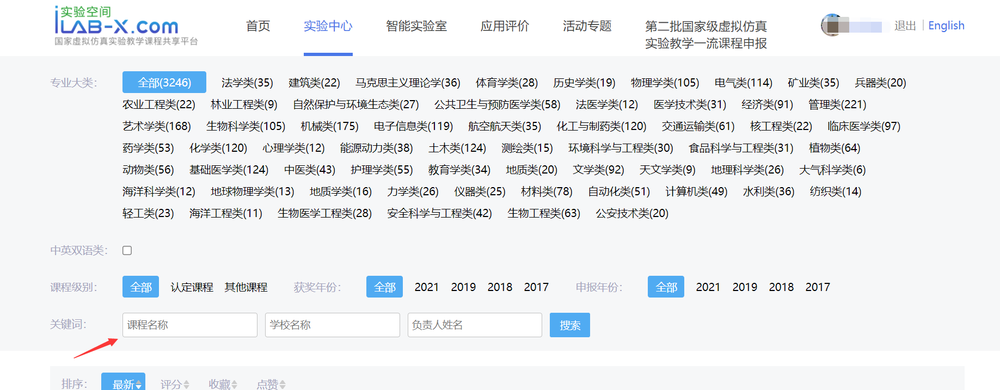 实验空间
iLAB-X.com
国家虚拟仿真实验教学课程共享平台
首页 实验中心 智能实验室 应用评价 活动专题 第二批国家级虚拟仿真
实验教学一流课程申报
退出 English
专业大类: 全部(3246) 法学类(35) 建筑类(22) 马克思主义理论学(36) 体育学类(28) 历史学类(19) 物理学类(105) 电气类(114) 矿业类(35) 兵器类(20)
农业工程类(22) 林业工程类(9) 自然保护与环境生态类(27) 公共卫生与预防医学类(58) 法医学类(12) 医学技术类(31) 经济类(91) 管理类(221)
艺术学类(168) 生物科学类(105) 机械类(175) 电子信息类(119) 航空航天类(35) 化工与制药类(120) 交通运输类(61) 核工程类(22) 临床医学类(97)
药学类(53) 化学类(120) 心理学类(12) 能源动力类(38) 土木类(124) 测绘类(15) 环境科学与工程类(30) 食品科学与工程类(31) 植物类(64)
动物类(56) 基础医学类(124) 中医类(43) 护理学类(55) 教育学类(34) 地质类(20) 文学类(92) 天文学类(9) 地理科学类(26) 大气科学类(6)
海洋科学类(12) 地球物理学类(13) 地质学类(16) 力学类(26) 仪器类(25) 材料类(78) 自动化类(51) 计算机类(49) 水利类(36) 纺织类(14)
轻工类(23) 海洋工程类(11) 生物医学工程类(28) 安全科学与工程类(42) 生物工程类(63) 公安技术类(20)
中英双语类:
课程级别: 全部 认定课程 其他课程 获奖年份: 全部 2021 2019 2018 2017 申报年份: 全部 2021 2019 2018 2017
关键词: 课程名称 学校名称 负责人姓名 搜索
排序: 最新 评分 收藏 点赞